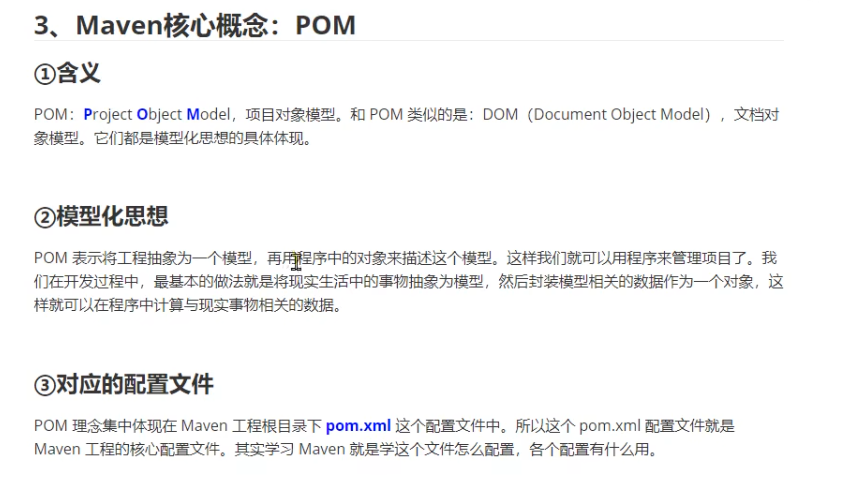 3、Maven核心概念：POM
①含义
POM：Project Object Model，项目对象模型。和 POM 类似的是：DOM（Document Object Model），文档对
象模型。它们都是模型化思想的具体体现。
②模型化思想
POM 表示将工程抽象为一个模型，再用程序中的对象来描述这个模型。这样我们就可以用程序来管理项目了。我
们在开发过程中，最基本的做法就是将现实生活中的事物抽象为模型，然后封装模型相关的数据作为一个对象，这
样就可以在程序中计算与现实事物相关的数据。
③对应的配置文件
POM 理念集中体现在 Maven 工程根目录下 pom.xml 这个配置文件中。所以这个 pom.xml 配置文件就是
Maven 工程的核心配置文件。其实学习 Maven 就是学这个文件怎么配置，各个配置有什么用。